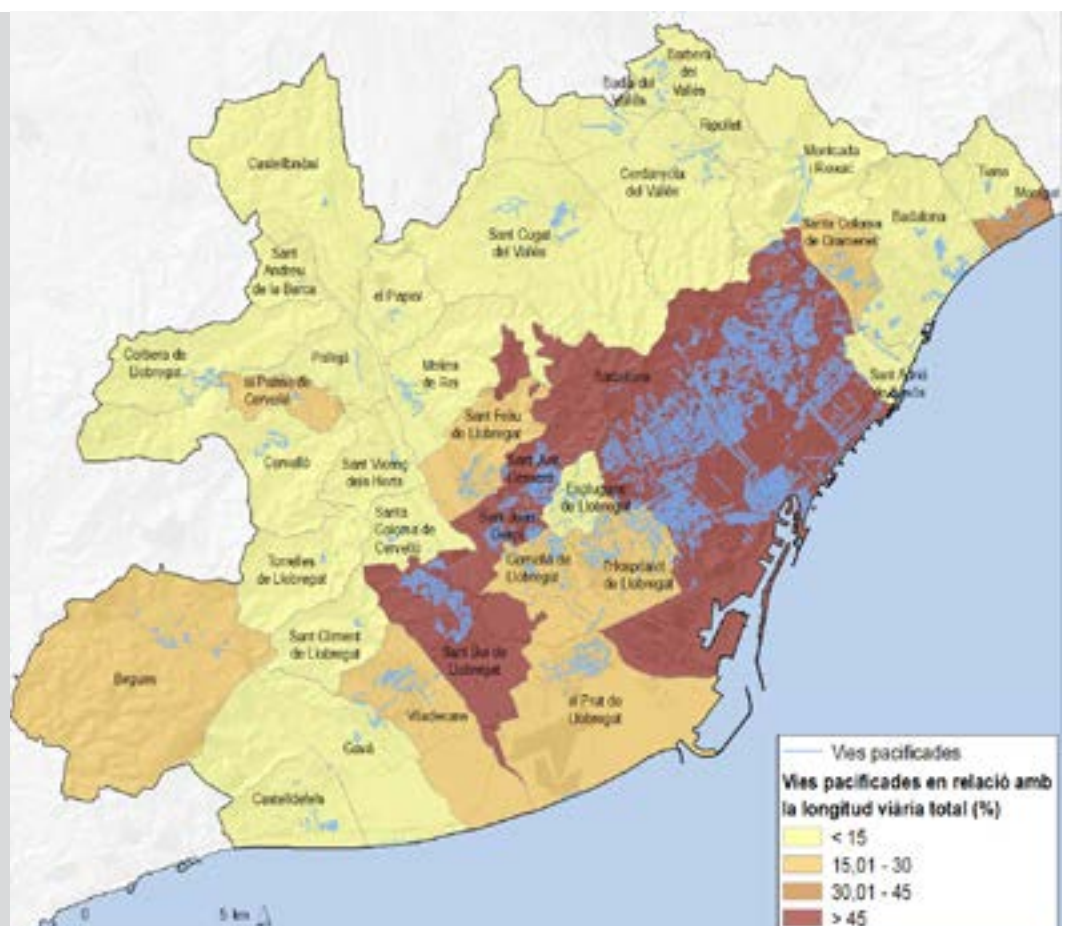 Barberà
del
Vallès
Badia del
Vallès
Ripollet
Montcada
i Reixac
Castellbisbal
Cerdanyola
del Vallès
Tiana
Montgat
Badalona
Santa Coloma
de Gramenet
Sant Cugat
del Vallès
Sant
Andreu
de la Barca
el Papiol
Corbera de
Llobregat
Pallejà
Molins
de Rei
la Palma de
Cervelló
Barcelona
Sant Adrià
de Besòs
Sant Feliu
de Llobregat
Cervelló
Sant Vicenç
dels Horts
Sant Just
Desvern
Esplugues
de Llobregat
Santa
Coloma de
Cervelló
Sant Joan
Despí
Torrelles
de Llobregat
Cornellà de
Llobregat
l'Hospitalet
de Llobregat
Sant Climent
de Llobregat
Sant Boi de
Llobregat
Begues
Viladecans
el Prat de
Llobregat
Gavà
Castelldefels
Vies pacificades
Vies pacificades en relació amb
la longitud viària total (%)
< 15
15,01 - 30
30,01 - 45
> 45
0 5 km